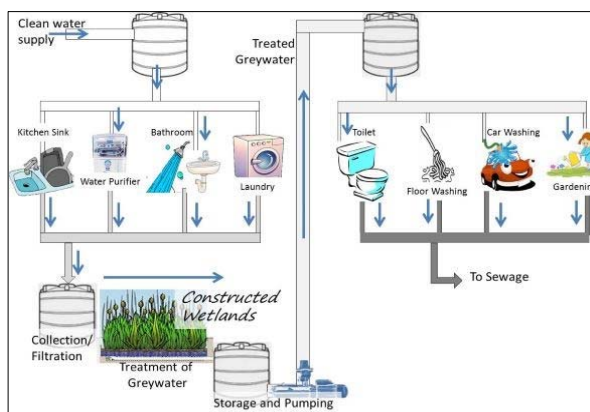 Clean water
supply
Treated
Greywater
Kitchen Sink
Water Purifier
Bathroom
Laundry
Toilet
Floor Washing
Car Washing
Gardenin
To Sewage
Collection/
Filtration
Constructed
Wetlands
Treatment of
Greywater
Storage and Pumping